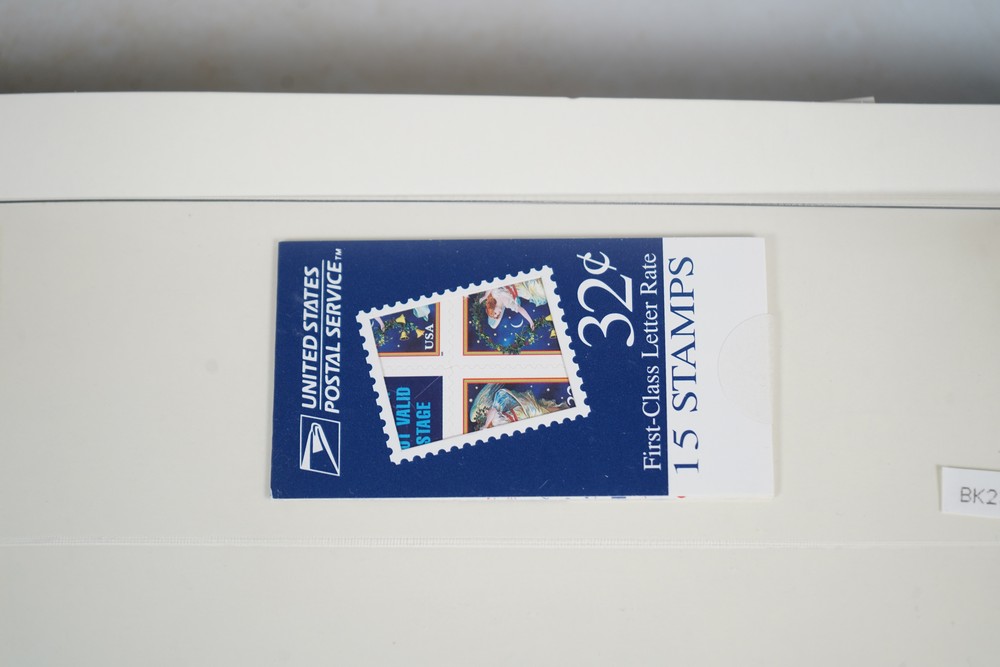 UNITED STATES
POSTAL SERVICE™
USA
VALID
STAGE
32¢
First-Class Letter Rate
15 STAMPS
BK2